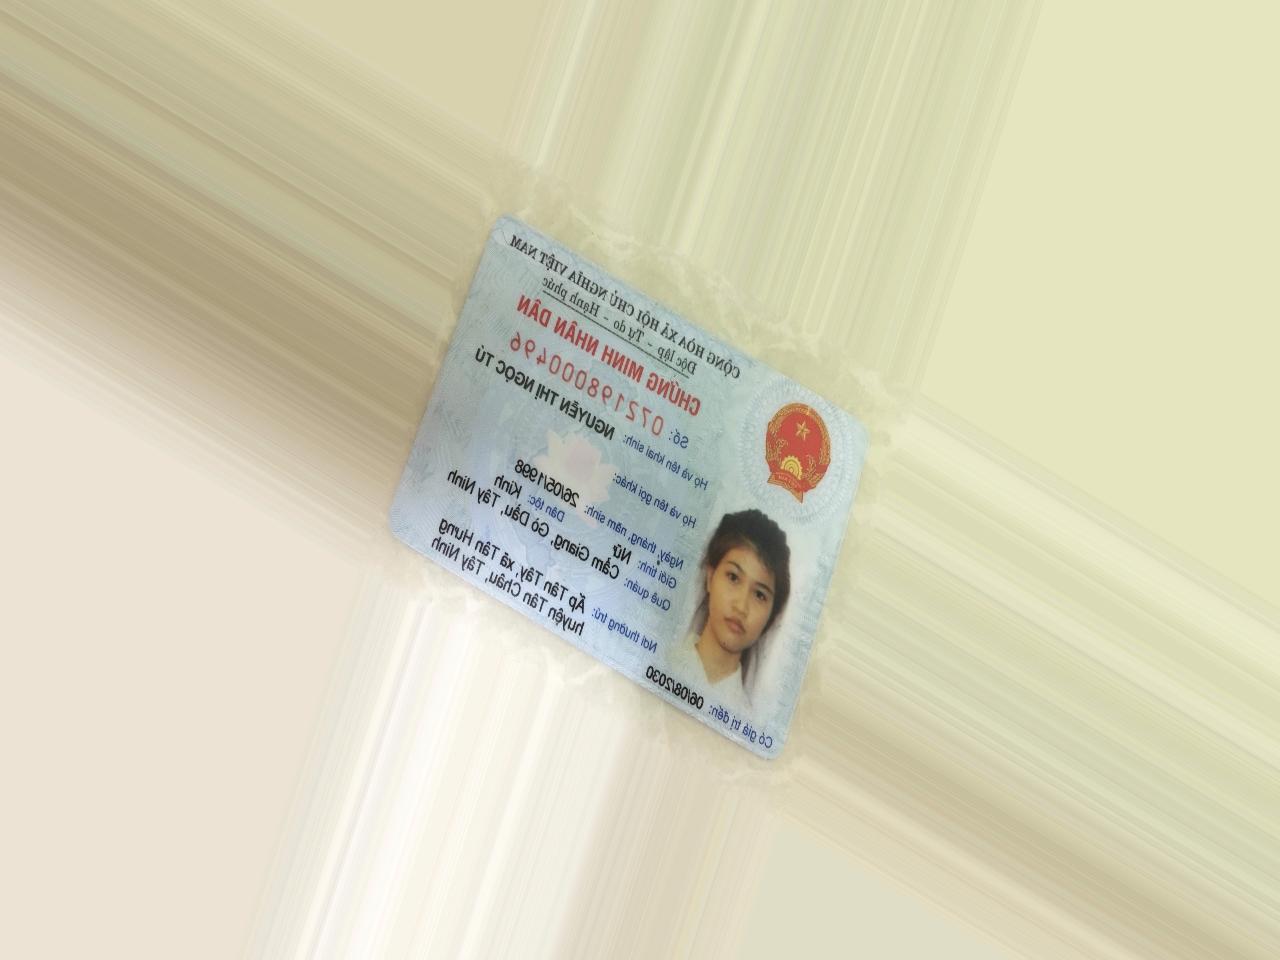 CỘNG HÒA XÃ HỘI CHỦ NGHĨA VIỆT NAM
Độc lập - Tự do - Hạnh phúc
CHỨNG MINH NHÂN DÂN
Số: 072198000496
Họ và tên khai sinh: NGUYỄN THỊ NGỌC TÚ
Họ và tên gọi khác:
Ngày, tháng, năm sinh: 26/05/1998
Giới tính: Nữ Dân tộc: Kinh
Quê quán: Cẩm Giang, Gò Dầu, Tây Ninh
Nơi thường trú: Ấp Tân Tây, xã Tân Hưng
huyện Tân Châu, Tây Ninh
Có giá trị đến: 06/08/2030